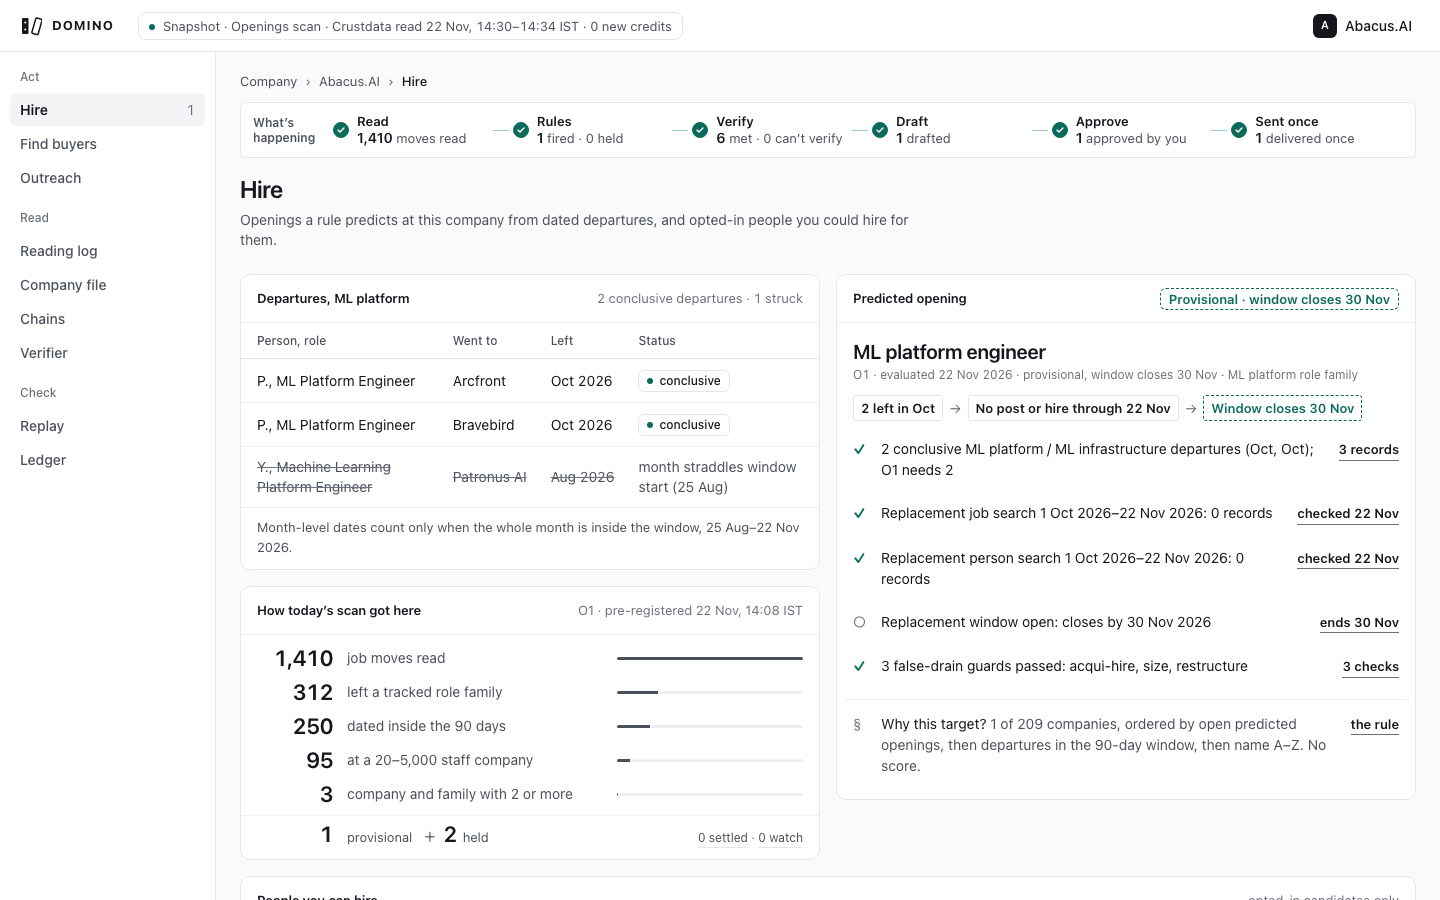 DOMINO
Snapshot · Openings scan · Crustdata read 22 Nov, 14:30–14:34 IST · 0 new credits
A
Abacus.AI
Act
Hire 1
Find buyers
Outreach
Read
Reading log
Company file
Chains
Verifier
Check
Replay
Ledger
Company › Abacus.AI › Hire
What's
happening
Read
1,410 moves read
Rules
1 fired · 0 held
Verify
6 met · 0 can't verify
Draft
1 drafted
Approve
1 approved by you
Sent once
1 delivered once
Hire
Openings a rule predicts at this company from dated departures, and opted-in people you could hire for
them.
Departures, ML platform
2 conclusive departures · 1 struck
Person, role Went to Left Status
P., ML Platform Engineer Arcfront Oct 2026 conclusive
P., ML Platform Engineer Bravebird Oct 2026 conclusive
Y., Machine Learning
Platform Engineer
Patronus AI Aug 2026
month straddles window
start (25 Aug)
Month-level dates count only when the whole month is inside the window, 25 Aug–22 Nov
2026.
How today's scan got here
O1 · pre-registered 22 Nov, 14:08 IST
1,410 job moves read
312 left a tracked role family
250 dated inside the 90 days
95 at a 20–5,000 staff company
3 company and family with 2 or more
1 provisional + 2 held
0 settled · 0 watch
Predicted opening
Provisional · window closes 30 Nov
ML platform engineer
O1 · evaluated 22 Nov 2026 · provisional, window closes 30 Nov · ML platform role family
2 left in Oct → No post or hire through 22 Nov → Window closes 30 Nov
2 conclusive ML platform / ML infrastructure departures (Oct, Oct);
O1 needs 2
3 records
Replacement job search 1 Oct 2026–22 Nov 2026: 0 records
checked 22 Nov
Replacement person search 1 Oct 2026–22 Nov 2026: 0
records
checked 22 Nov
Replacement window open: closes by 30 Nov 2026
ends 30 Nov
3 false-drain guards passed: acqui-hire, size, restructure
3 checks
§ Why this target? 1 of 209 companies, ordered by open predicted
openings, then departures in the 90-day window, then name A–Z. No
score.
the rule
People you can hire
opted-in candidates only